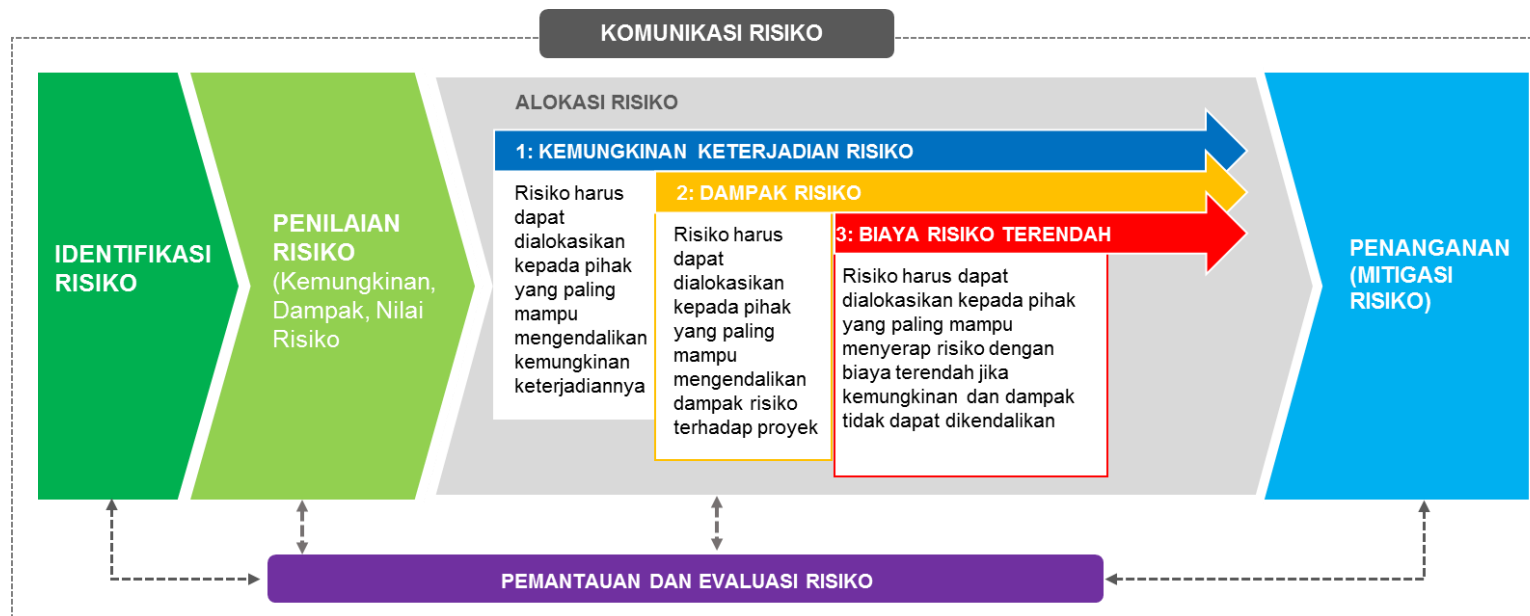 KOMUNIKASI RISIKO
IDENTIFIKASI
RISIKO
PENILAIAN
RISIKO
(Kemungkinan,
Dampak, Nilai
Risiko
ALOKASI RISIKO
1: KEMUNGKINAN KETERJADIAN RISIKO
Risiko harus
dapat
dialokasikan
kepada pihak
yang paling
mampu
mengendalikan
kemungkinan
keterjadiannya
2: DAMPAK RISIKO
Risiko harus
dapat
dialokasikan
kepada pihak
yang paling
mampu
mengendalikan
dampak risiko
terhadap proyek
3: BIAYA RISIKO TERENDAH
Risiko harus dapat
dialokasikan kepada pihak
yang paling mampu
menyerap risiko dengan
biaya terendah jika
kemungkinan dan dampak
tidak dapat dikendalikan
PENANGANAN
(MITIGASI
RISIKO)
PEMANTAUAN DAN EVALUASI RISIKO